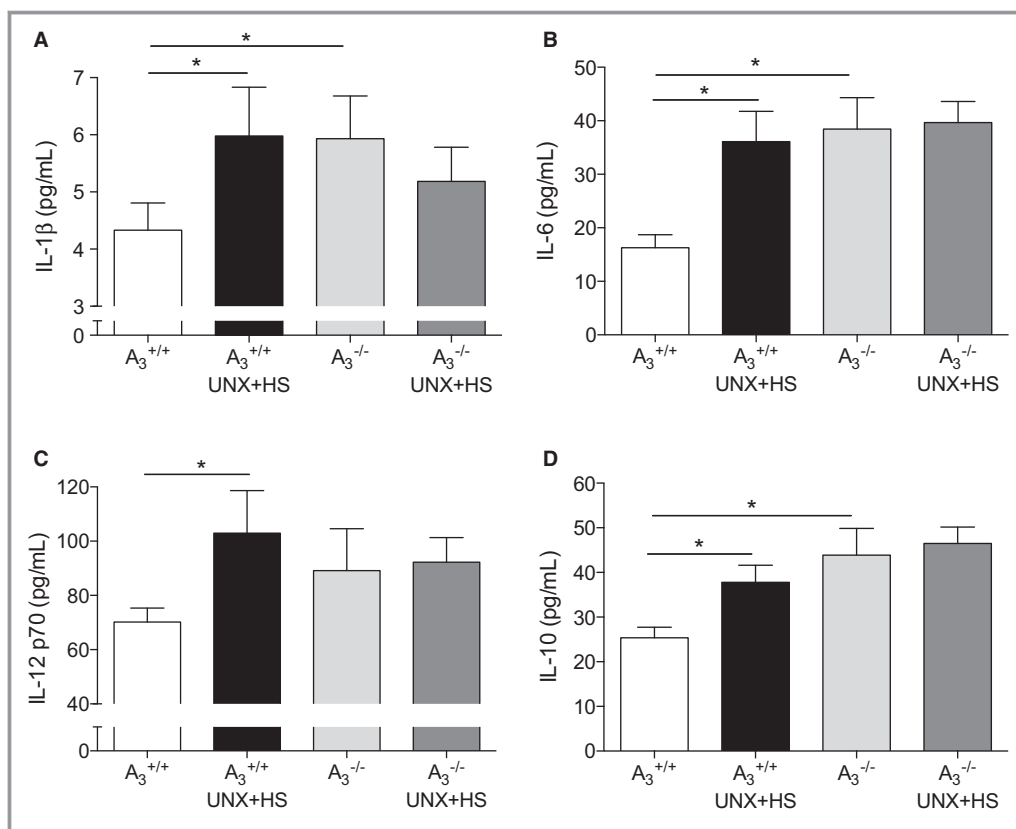 A
*
*
IL-1β (pg/mL)
7
6
5
4
3
0
A₃⁺/⁺
A₃⁺/⁺
UNX+HS
A₃⁻/⁻
A₃⁻/⁻
UNX+HS
B
*
*
IL-6 (pg/mL)
50
40
30
20
10
0
A₃⁺/⁺
A₃⁺/⁺
UNX+HS
A₃⁻/⁻
A₃⁻/⁻
UNX+HS
C
*
IL-12 p70 (pg/mL)
120
100
80
60
40
0
A₃⁺/⁺
A₃⁺/⁺
UNX+HS
A₃⁻/⁻
A₃⁻/⁻
UNX+HS
D
*
*
IL-10 (pg/mL)
60
50
40
30
20
10
0
A₃⁺/⁺
A₃⁺/⁺
UNX+HS
A₃⁻/⁻
A₃⁻/⁻
UNX+HS